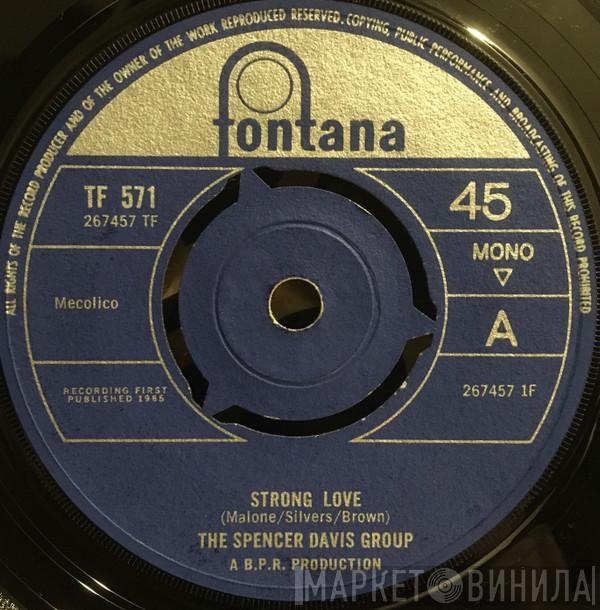 ALL RIGHTS OF THE RECORD PRODUCER AND OF THE OWNER OF THE WORK REPRODUCED RESERVED. COPYING, PUBLIC PERFORMANCE AND BROADCASTING OF THIS RECORD PROHIBITED
fontana
TF 571
267457 TF
45
MONO
A
Mecolico
RECORDING FIRST
PUBLISHED 1965
267457 1F
STRONG LOVE
(Malone/Silvers/Brown)
THE SPENCER DAVIS GROUP
A B.P.R. PRODUCTION
МАРКЕТ ВИНИЛА